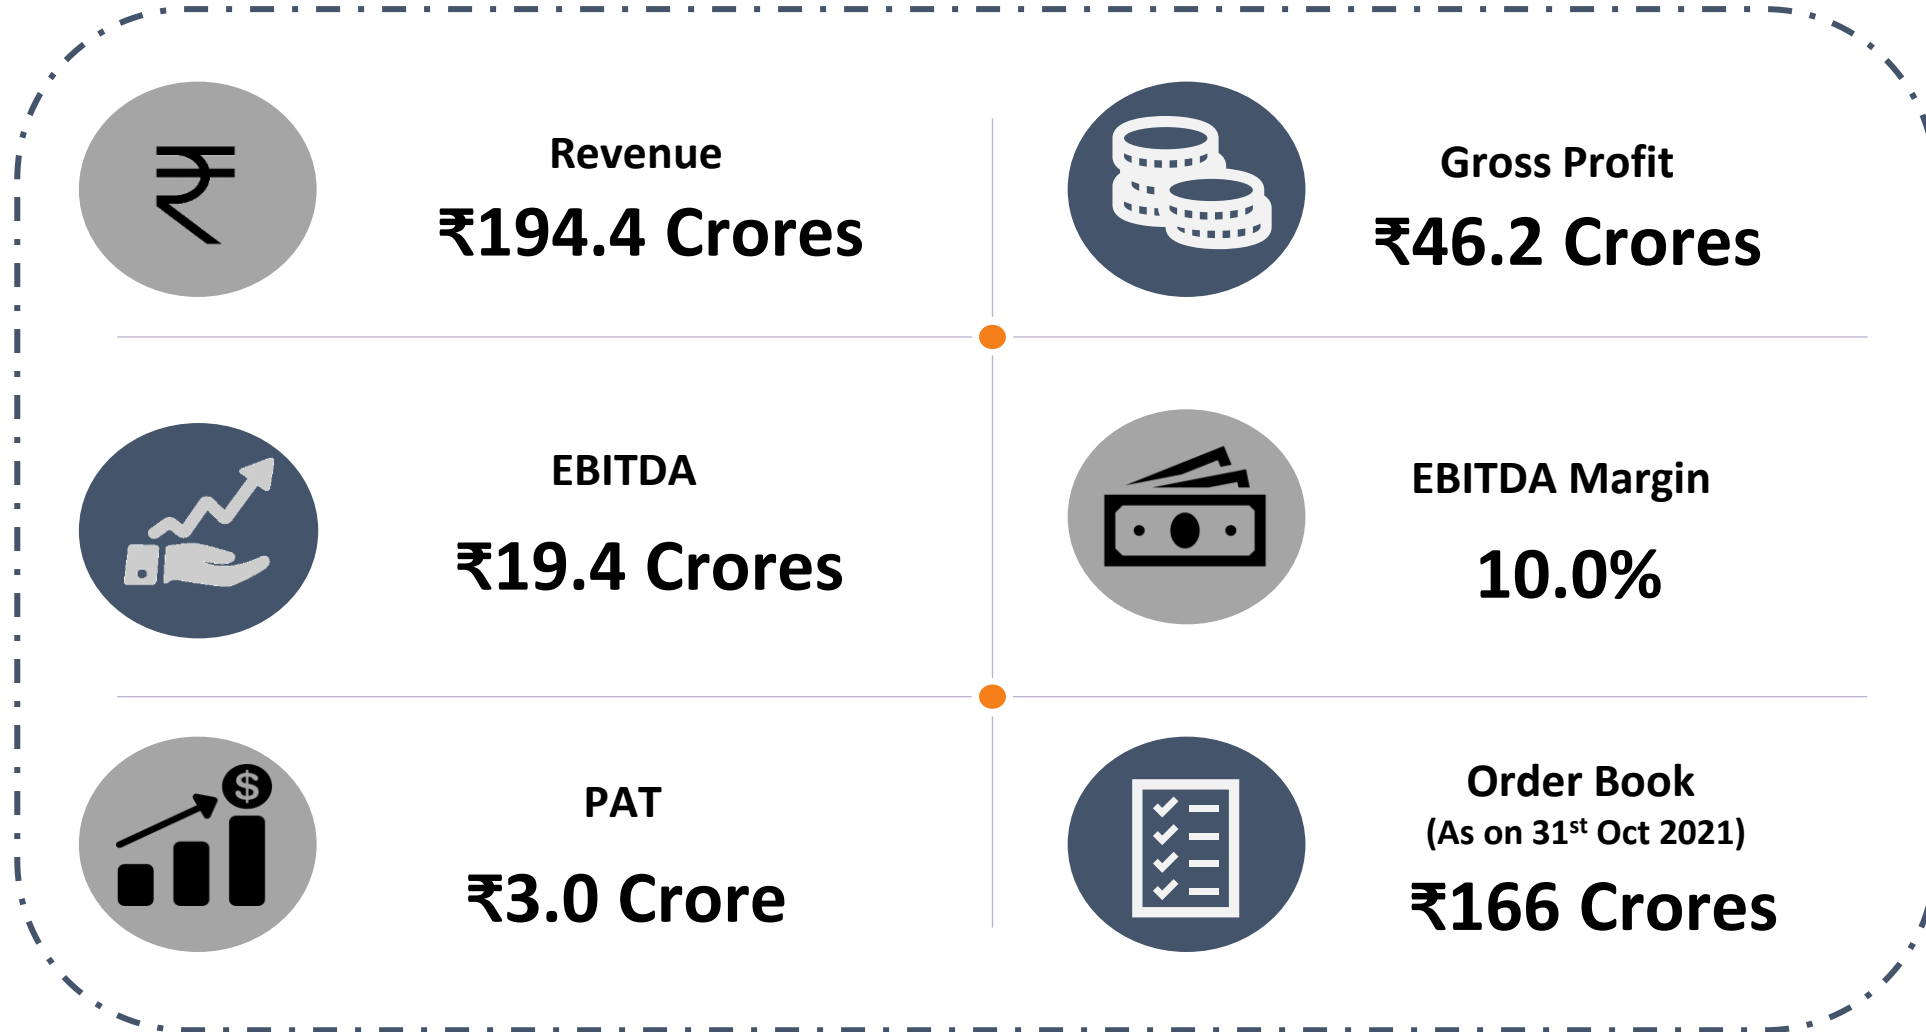 ₹
Revenue
₹194.4 Crores
Gross Profit
₹46.2 Crores
EBITDA
₹19.4 Crores
EBITDA Margin
10.0%
$
PAT
₹3.0 Crore
Order Book
(As on 31st Oct 2021)
₹166 Crores